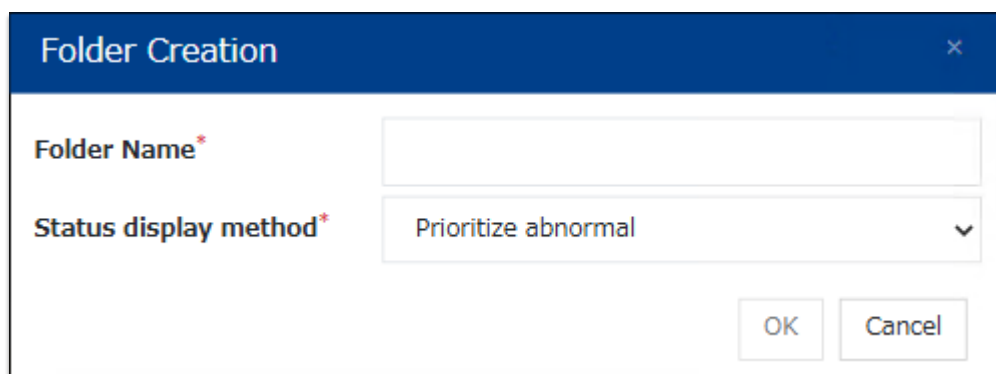 Folder Creation ×
Folder Name*
Status display method* Prioritize abnormal
OK Cancel